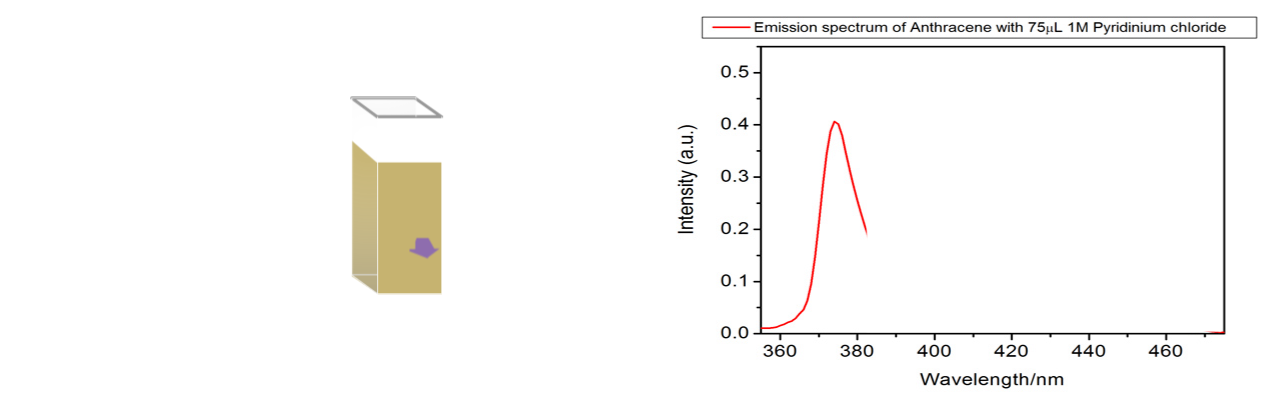 Emission spectrum of Anthracene with 75μL 1M Pyridinium chloride
0.5
0.4
0.3
0.2
0.1
0.0
Intensity (a.u.)
360 380 400 420 440 460
Wavelength/nm